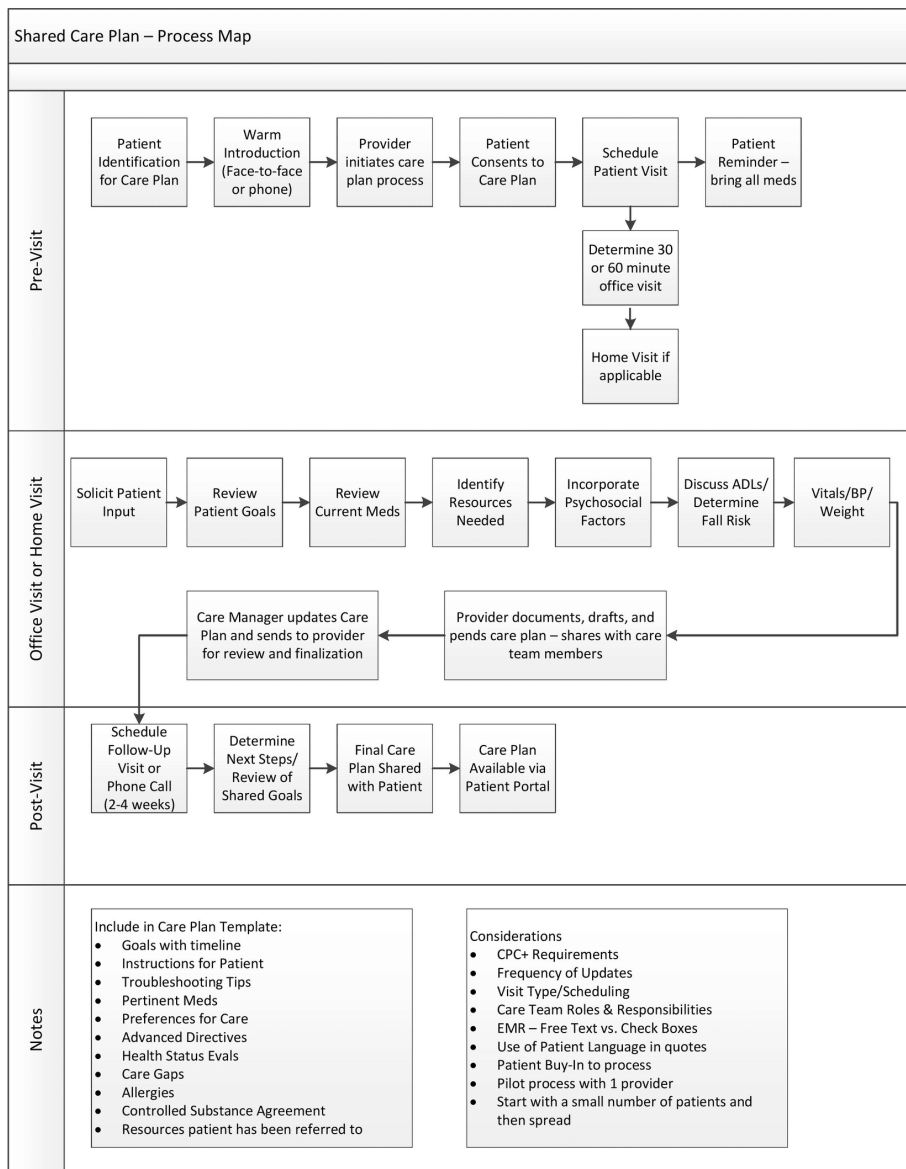 Shared Care Plan – Process Map
Pre-Visit
Patient
Identification
for Care Plan
Warm
Introduction
(Face-to-face
or phone)
Provider
initiates care
plan process
Patient
Consents to
Care Plan
Schedule
Patient Visit
Patient
Reminder –
bring all meds
Determine 30
or 60 minute
office visit
Home Visit if
applicable
Office Visit or Home Visit
Solicit Patient
Input
Review
Patient Goals
Review
Current Meds
Identify
Resources
Needed
Incorporate
Psychosocial
Factors
Discuss ADLs/
Determine
Fall Risk
Vitals/BP/
Weight
Provider documents, drafts, and
pends care plan – shares with care
team members
Care Manager updates Care
Plan and sends to provider
for review and finalization
Post-Visit
Schedule
Follow-Up
Visit or
Phone Call
(2-4 weeks)
Determine
Next Steps/
Review of
Shared Goals
Final Care
Plan Shared
with Patient
Care Plan
Available via
Patient Portal
Notes
Include in Care Plan Template:
• Goals with timeline
• Instructions for Patient
• Troubleshooting Tips
• Pertinent Meds
• Preferences for Care
• Advanced Directives
• Health Status Evals
• Care Gaps
• Allergies
• Controlled Substance Agreement
• Resources patient has been referred to
Considerations
• CPC+ Requirements
• Frequency of Updates
• Visit Type/Scheduling
• Care Team Roles & Responsibilities
• EMR – Free Text vs. Check Boxes
• Use of Patient Language in quotes
• Patient Buy-In to process
• Pilot process with 1 provider
• Start with a small number of patients and
then spread